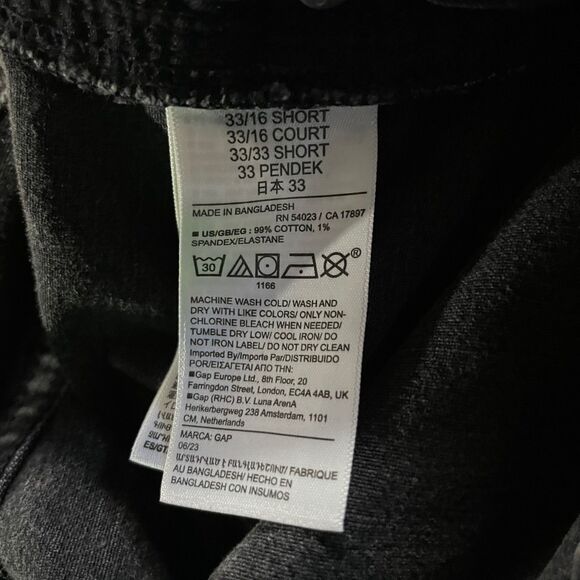 33/16 SHORT
33/16 COURT
33/33 SHORT
33 PENDEK
日本 33
MADE IN BANGLADESH
RN 54023 / CA 17897
■ US/GB/EG : 99% COTTON, 1%
SPANDEX/ELASTANE
30
®
1166
MACHINE WASH COLD/ WASH AND
DRY WITH LIKE COLORS/ ONLY NON-
CHLORINE BLEACH WHEN NEEDED/
TUMBLE DRY LOW/ COOL IRON/ DO
NOT IRON LABEL/ DO NOT DRY CLEAN
Imported By/Importe Par/DISTRIBUIDO
POR/ΕΙΣΑΓΕΤΑΙ ΑΠΟ ΤΗΝ:
■Gap Europe Ltd., 8th Floor, 20
Farringdon Street, London, EC4A 4AB, UK
■Gap (RHC) B.V. Luna ArenA
Herikerbergweg 238 Amsterdam, 1101
CM, Netherlands
MARCA: GAP
06/23
ԱՐՏԱԴՐՎԱԾ Է ԲԱՆԳԼԱԴԵՇՈՒՄ/ FABRIQUE
AU BANGLADESH/ HECHO EN
BANGLADESH CON INSUMOS
ES/GT